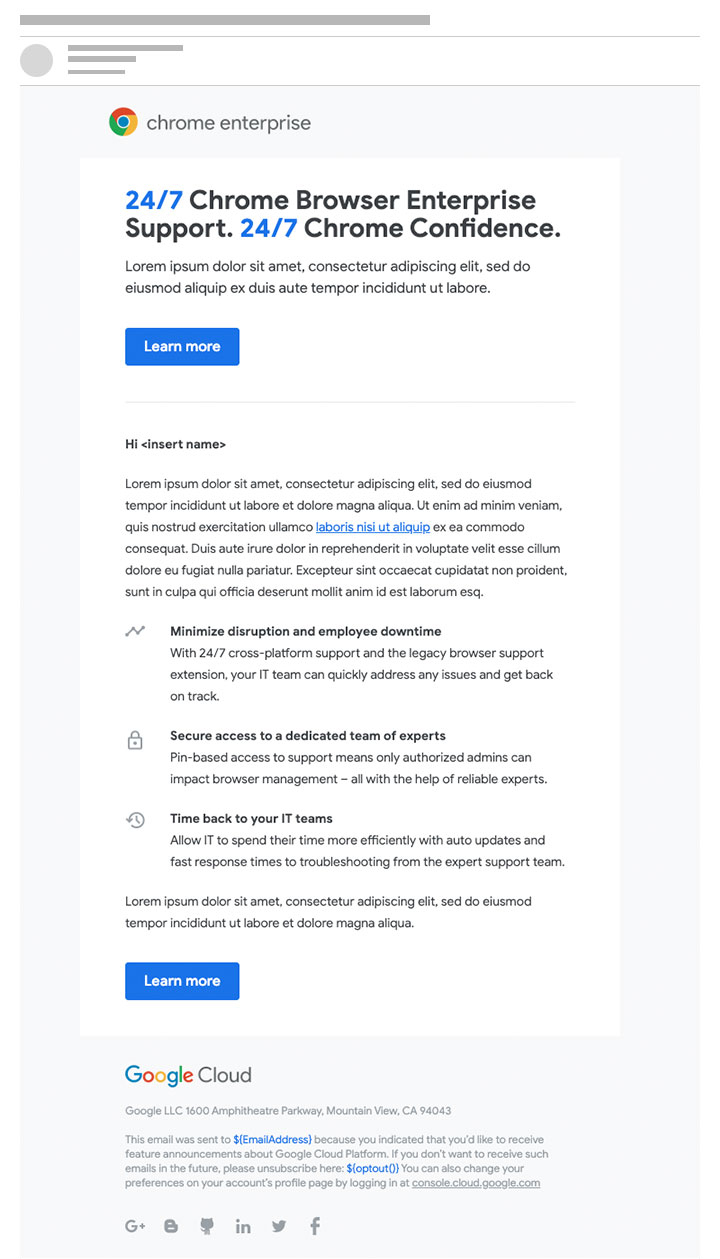 chrome enterprise
24/7 Chrome Browser Enterprise
Support. 24/7 Chrome Confidence.
Lorem ipsum dolor sit amet, consectetur adipiscing elit, sed do
eiusmod aliquip ex duis aute tempor incididunt ut labore.
Learn more
Hi <insert name>
Lorem ipsum dolor sit amet, consectetur adipiscing elit, sed do eiusmod
tempor incididunt ut labore et dolore magna aliqua. Ut enim ad minim veniam,
quis nostrud exercitation ullamco laboris nisi ut aliquip ex ea commodo
consequat. Duis aute irure dolor in reprehenderit in voluptate velit esse cillum
dolore eu fugiat nulla pariatur. Excepteur sint occaecat cupidatat non proident,
sunt in culpa qui officia deserunt mollit anim id est laborum esq.
Minimize disruption and employee downtime
With 24/7 cross-platform support and the legacy browser support
extension, your IT team can quickly address any issues and get back
on track.
Secure access to a dedicated team of experts
Pin-based access to support means only authorized admins can
impact browser management – all with the help of reliable experts.
Time back to your IT teams
Allow IT to spend their time more efficiently with auto updates and
fast response times to troubleshooting from the expert support team.
Lorem ipsum dolor sit amet, consectetur adipiscing elit, sed do eiusmod
tempor incididunt ut labore et dolore magna aliqua.
Learn more
Google Cloud
Google LLC 1600 Amphitheatre Parkway, Mountain View, CA 94043
This email was sent to ${EmailAddress} because you indicated that you'd like to receive
feature announcements about Google Cloud Platform. If you don't want to receive such
emails in the future, please unsubscribe here: ${optout()} You can also change your
preferences on your account's profile page by logging in at console.cloud.google.com
G+ in f